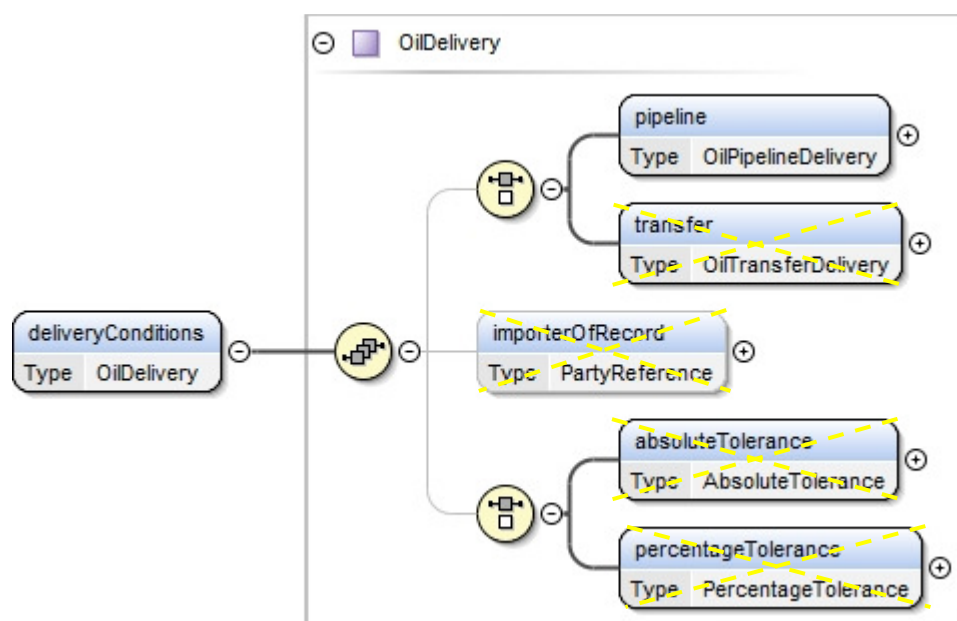 OilDelivery
pipeline
Type OilPipelineDelivery
transfer
Type OilTransferDelivery
deliveryConditions
Type OilDelivery
importerOfRecord
Type PartyReference
absoluteTolerance
Type AbsoluteTolerance
percentageTolerance
Type PercentageTolerance